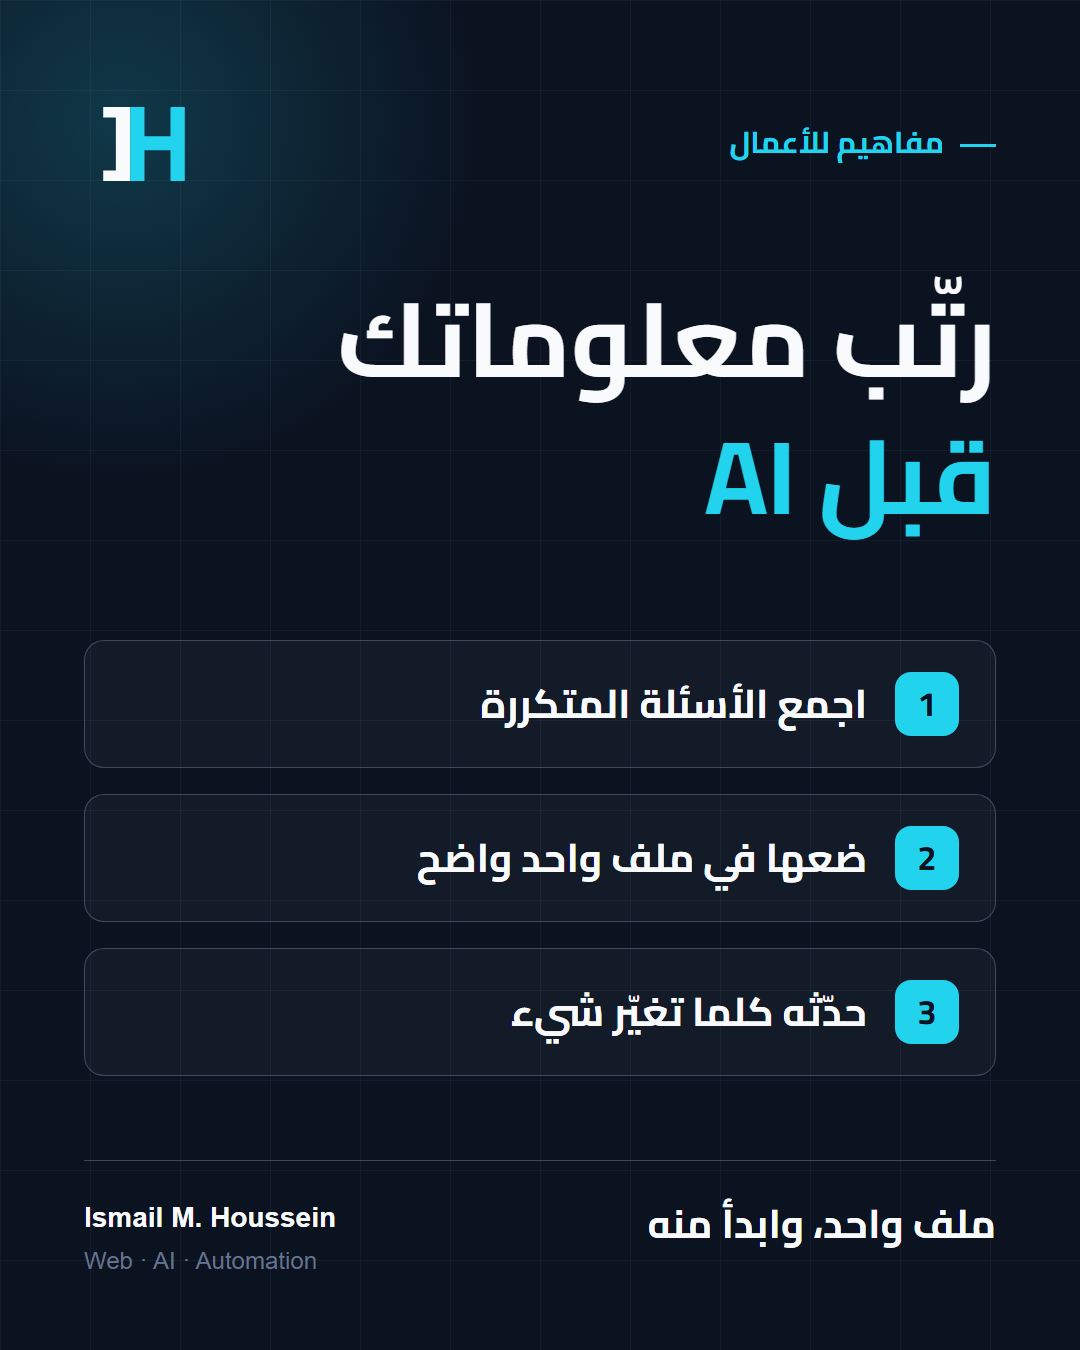 مفاهيم للأعمال
IH
رتّب معلوماتك
قبل AI
1 اجمع الأسئلة المتكررة
2 ضعها في ملف واحد واضح
3 حدّثه كلما تغيّر شيء
ملف واحد، وابدأ منه
Ismail M. Houssein
Web · AI · Automation